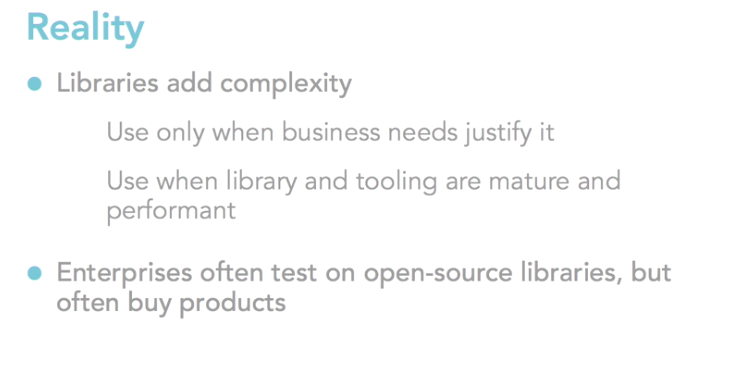 Reality
Libraries add complexity
Use only when business needs justify it
Use when library and tooling are mature and
performant
Enterprises often test on open-source libraries, but
often buy products